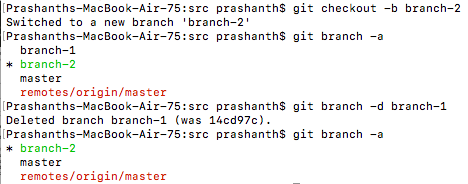 [Prashanths-MacBook-Air-75:src prashanth$ git checkout -b branch-2
Switched to a new branch 'branch-2'
[Prashanths-MacBook-Air-75:src prashanth$ git branch -a
  branch-1
* branch-2
  master
  remotes/origin/master
[Prashanths-MacBook-Air-75:src prashanth$ git branch -d branch-1
Deleted branch branch-1 (was 14cd97c).
[Prashanths-MacBook-Air-75:src prashanth$ git branch -a
* branch-2
  master
  remotes/origin/master